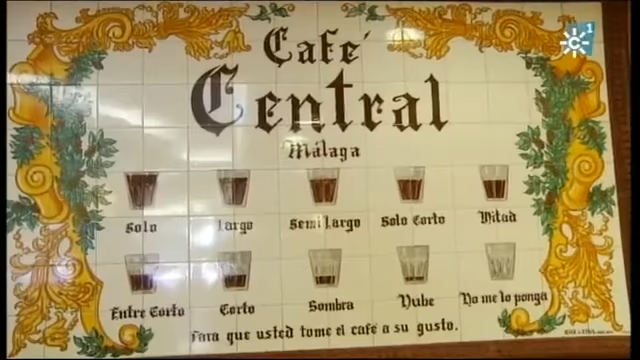 Café
Central
Málaga
Solo Largo Semi Largo Solo Corto Mitad
Entre Corto Corto Sombra Nube No me lo ponga
Para que usted tome el café a su gusto.
1